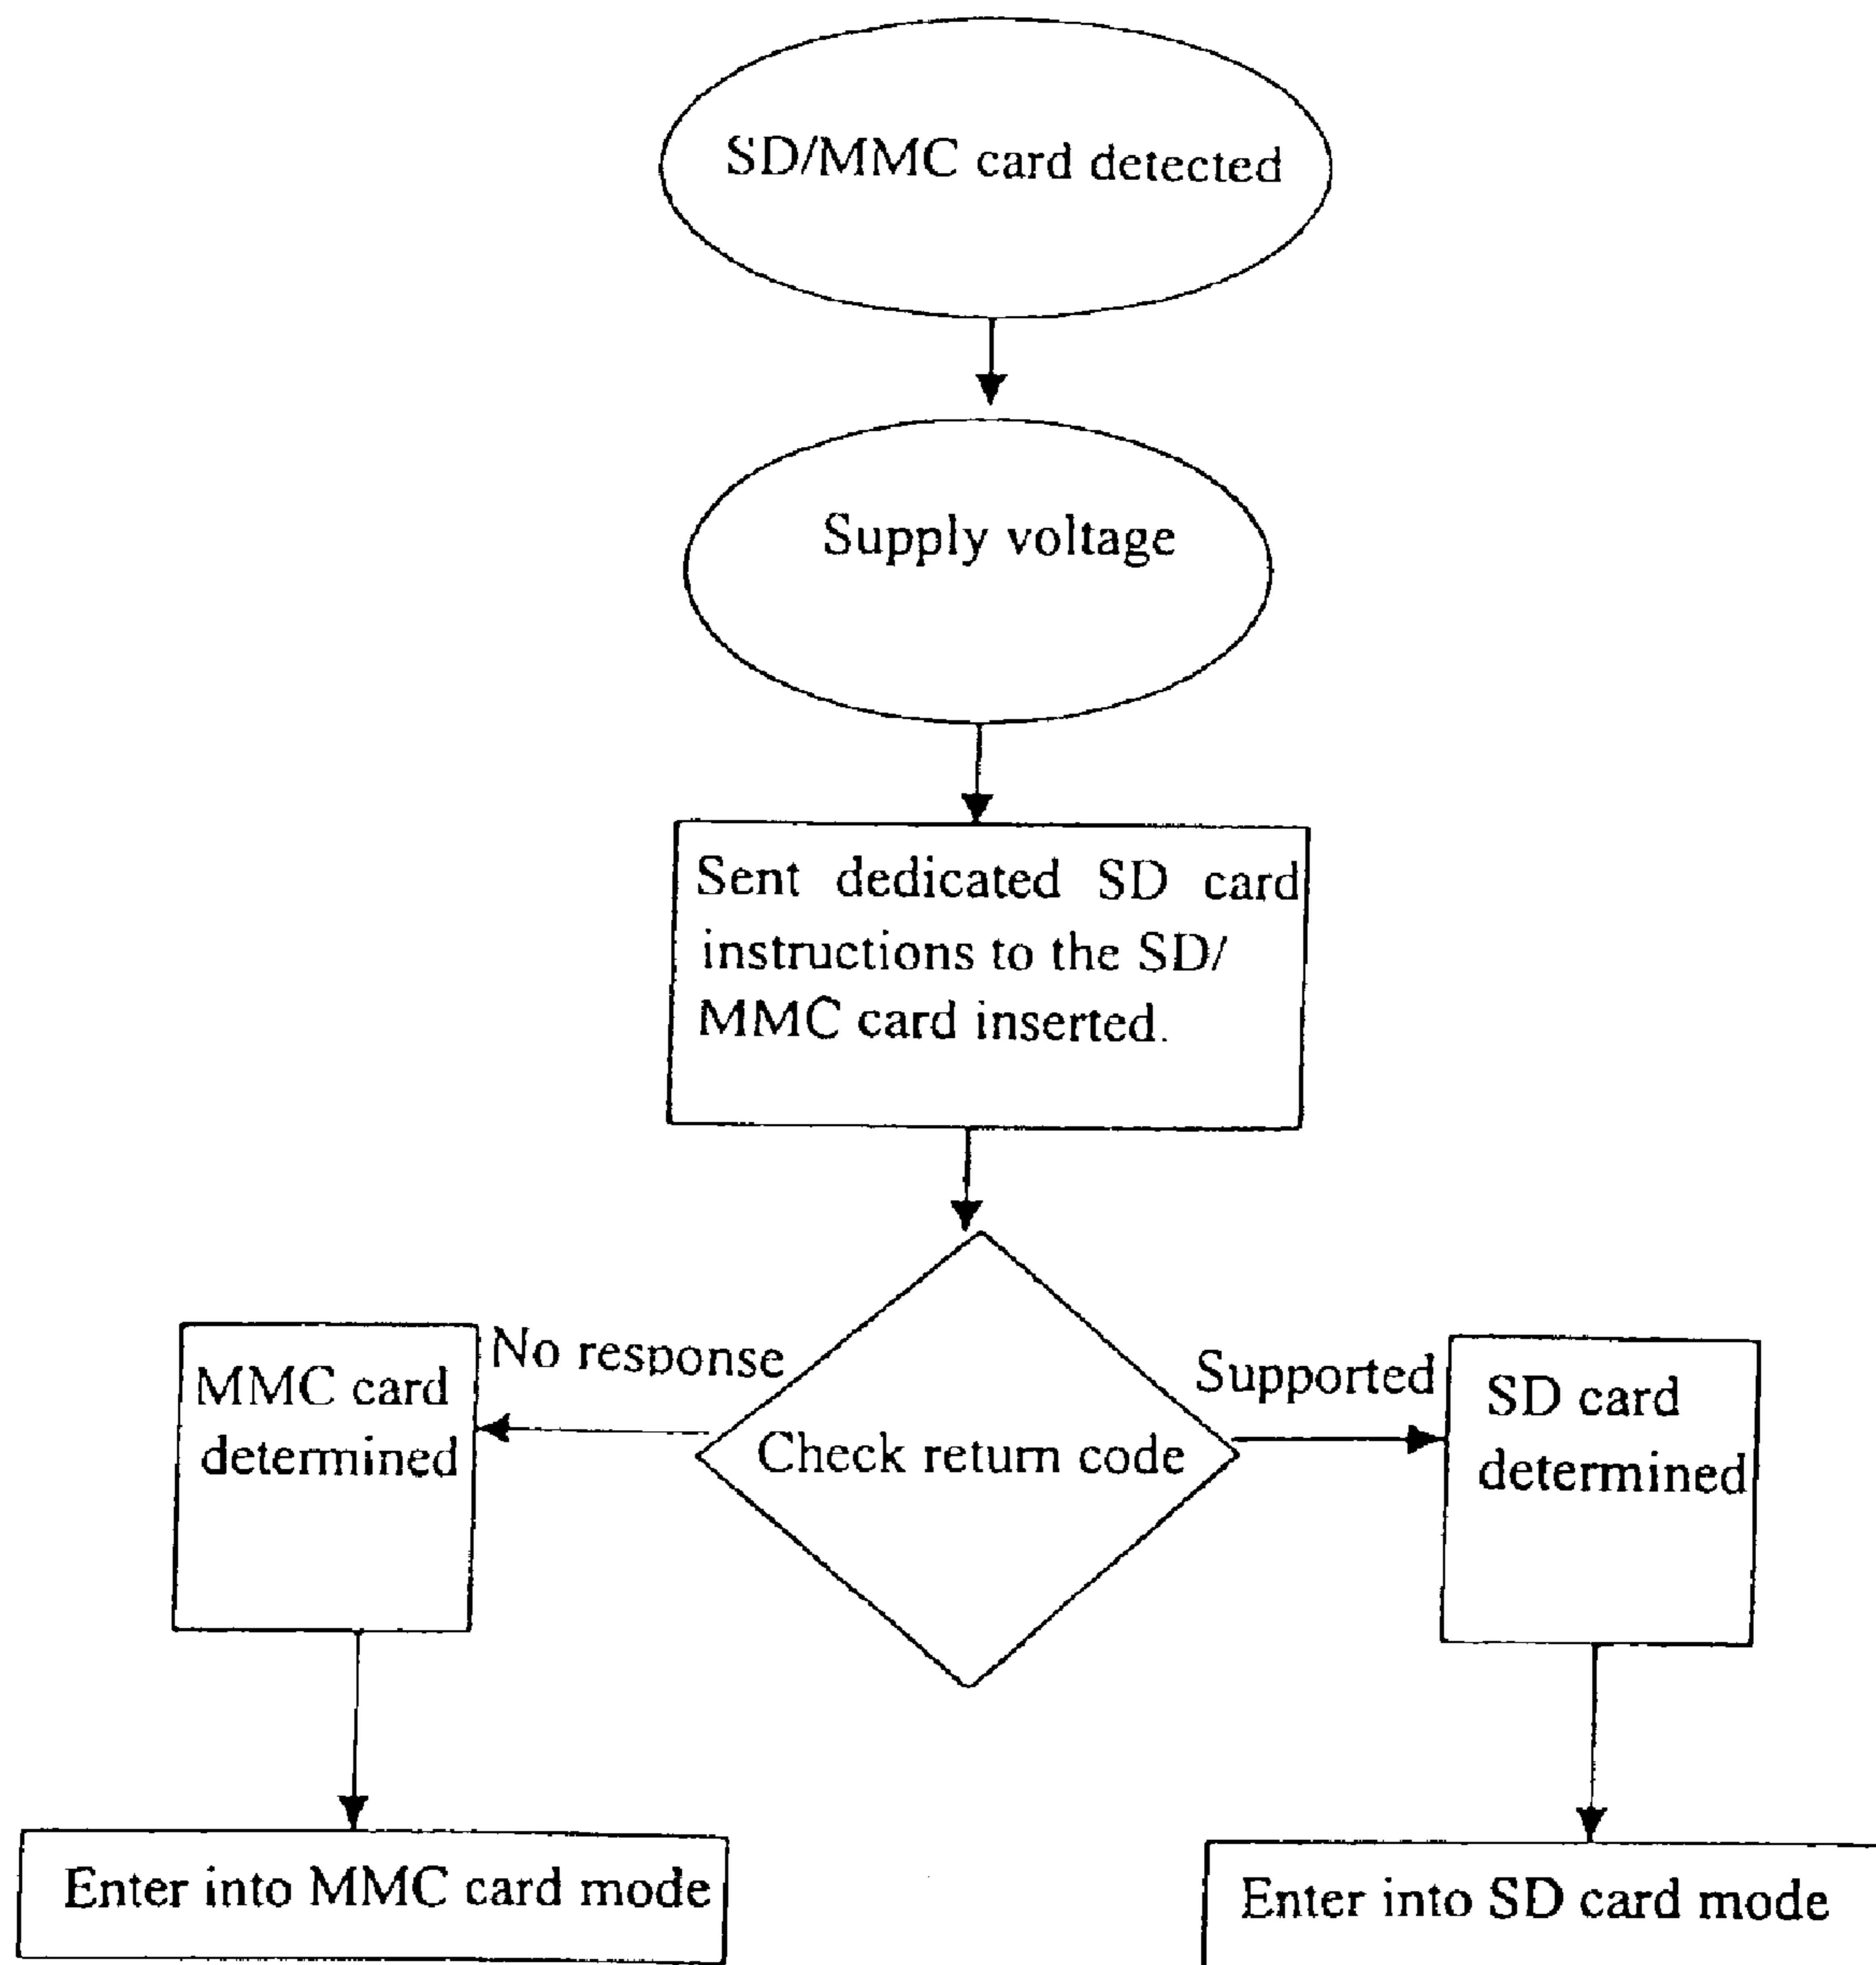 SD/MMC card detected
Supply voltage
Sent dedicated SD card
instructions to the SD/
MMC card inserted.
No response
Supported
MMC card
determined
Check return code
SD card
determined
Enter into MMC card mode
Enter into SD card mode